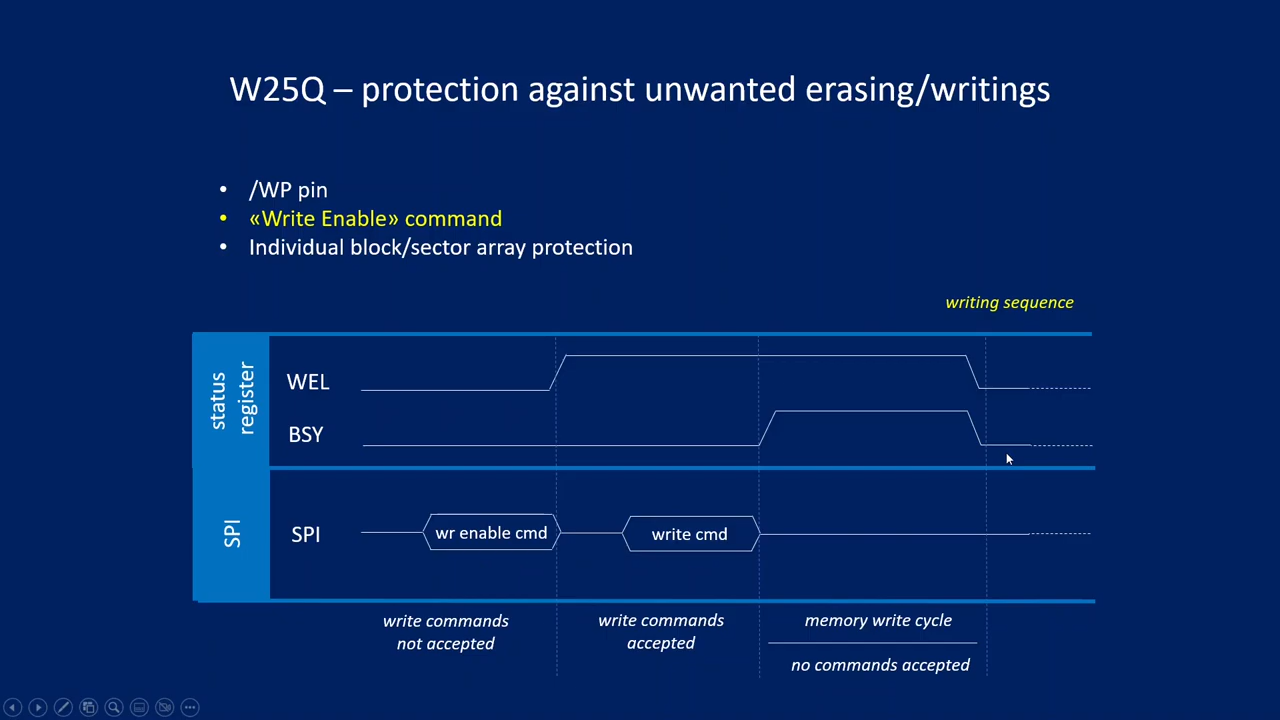 W25Q – protection against unwanted erasing/writings
• /WP pin
• «Write Enable» command
• Individual block/sector array protection
writing sequence
status
register
WEL
BSY
SPI
SPI
wr enable cmd
write cmd
write commands
not accepted
write commands
accepted
memory write cycle
no commands accepted